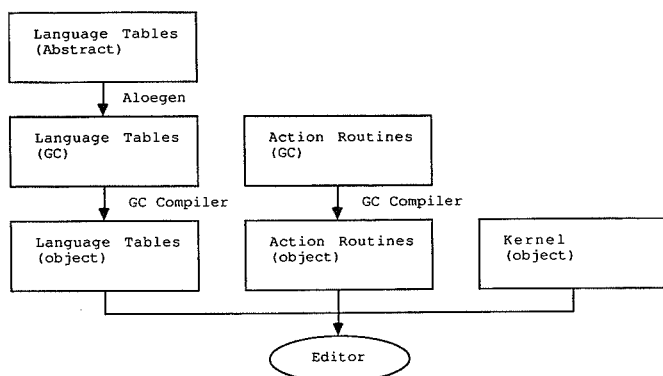 Language Tables
(Abstract)
Aloegen
Language Tables
(GC)
Action Routines
(GC)
GC Compiler
GC Compiler
Language Tables
(object)
Action Routines
(object)
Kernel
(object)
Editor